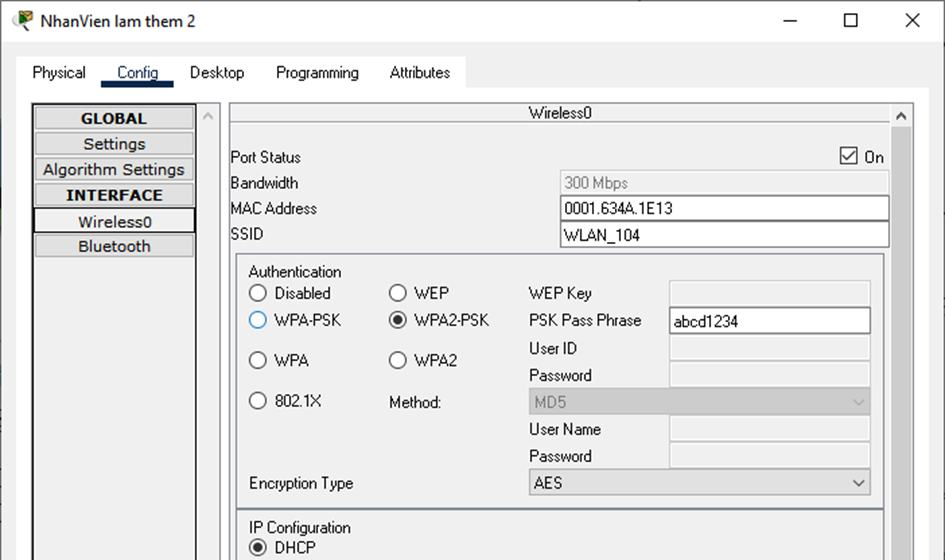 NhanVien lam them 2
Physical Config Desktop Programming Attributes
GLOBAL
Settings
Algorithm Settings
INTERFACE
Wireless0
Bluetooth
Wireless0
Port Status On
Bandwidth 300 Mbps
MAC Address 0001.634A.1E13
SSID WLAN_104
Authentication
Disabled WEP WEP Key
WPA-PSK WPA2-PSK PSK Pass Phrase abcd1234
User ID
WPA WPA2 Password
802.1X Method: MD5
User Name
Password
Encryption Type AES
IP Configuration
DHCP